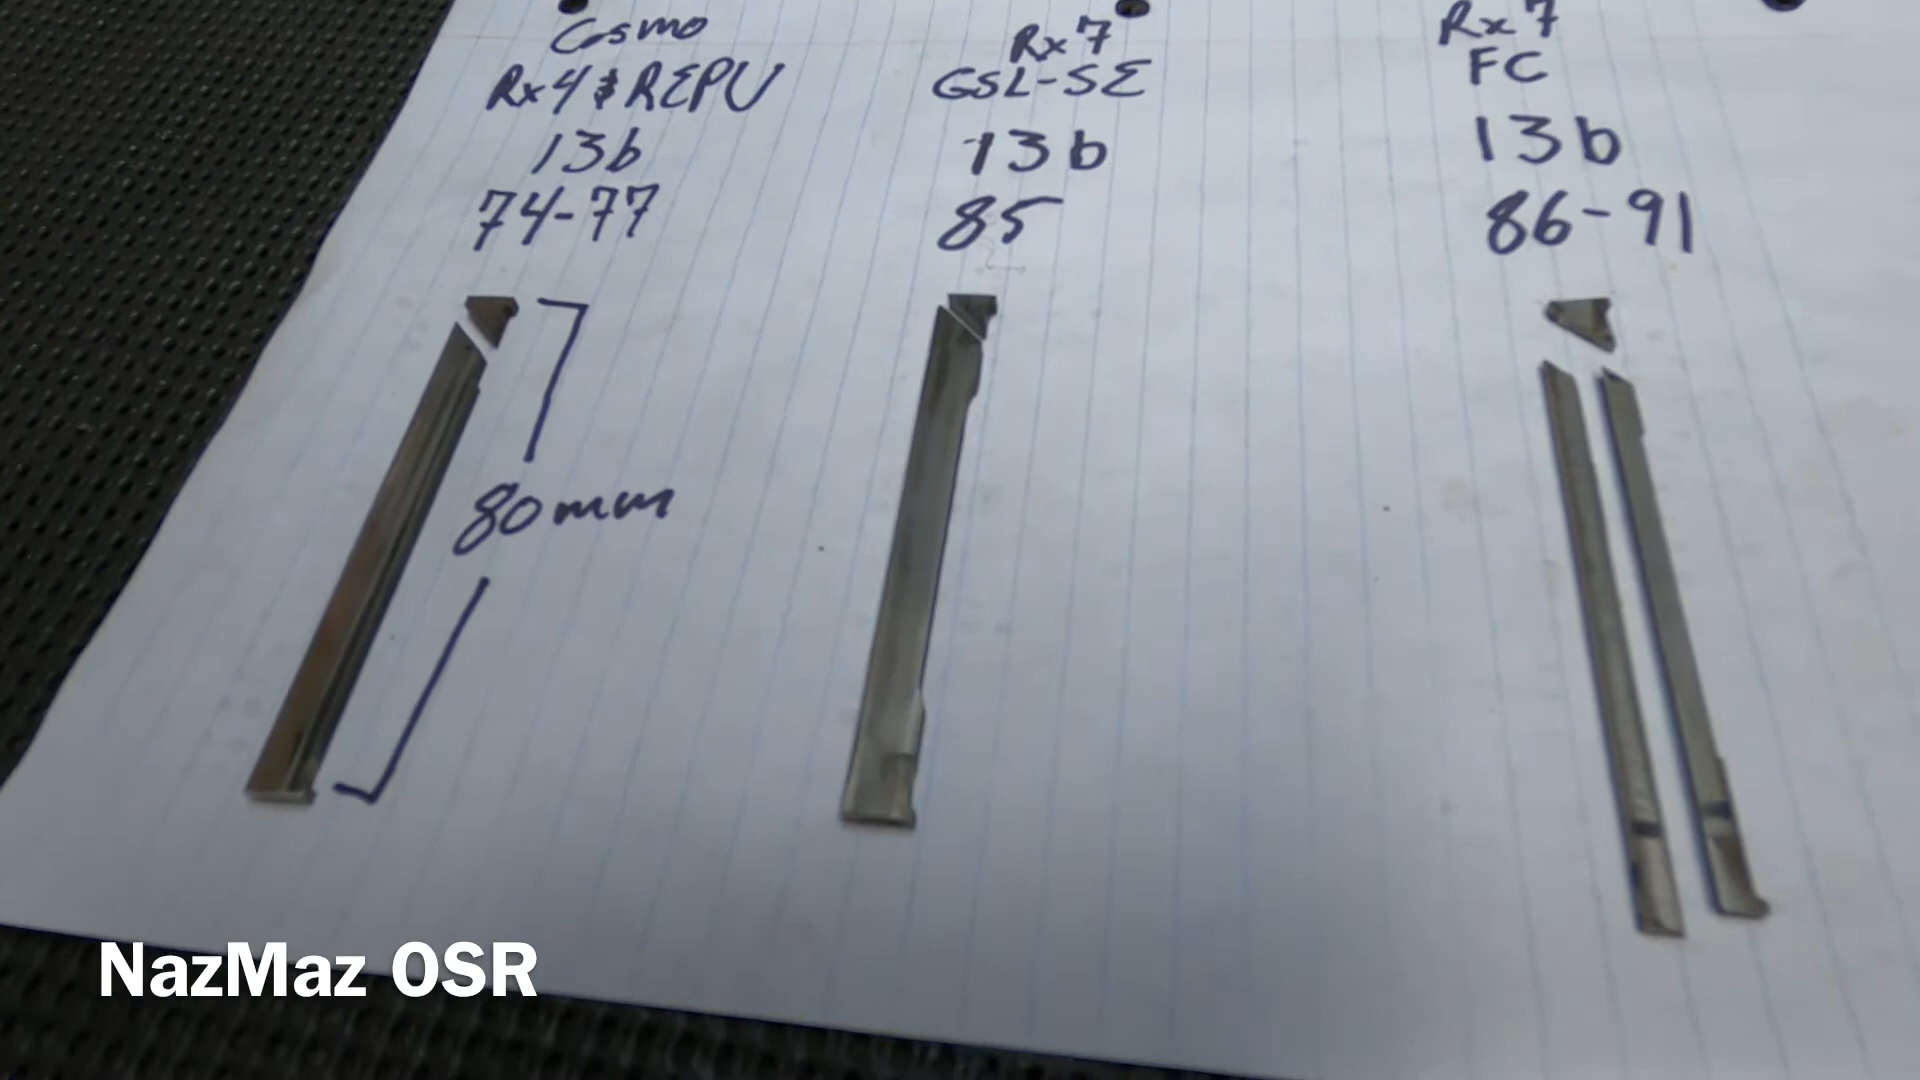 Cosmo
Rx4 & REPU
13b
74-77
80mm
Rx7
GSL-SE
13b
85
Rx7
FC
13b
86-91
NazMaz OSR